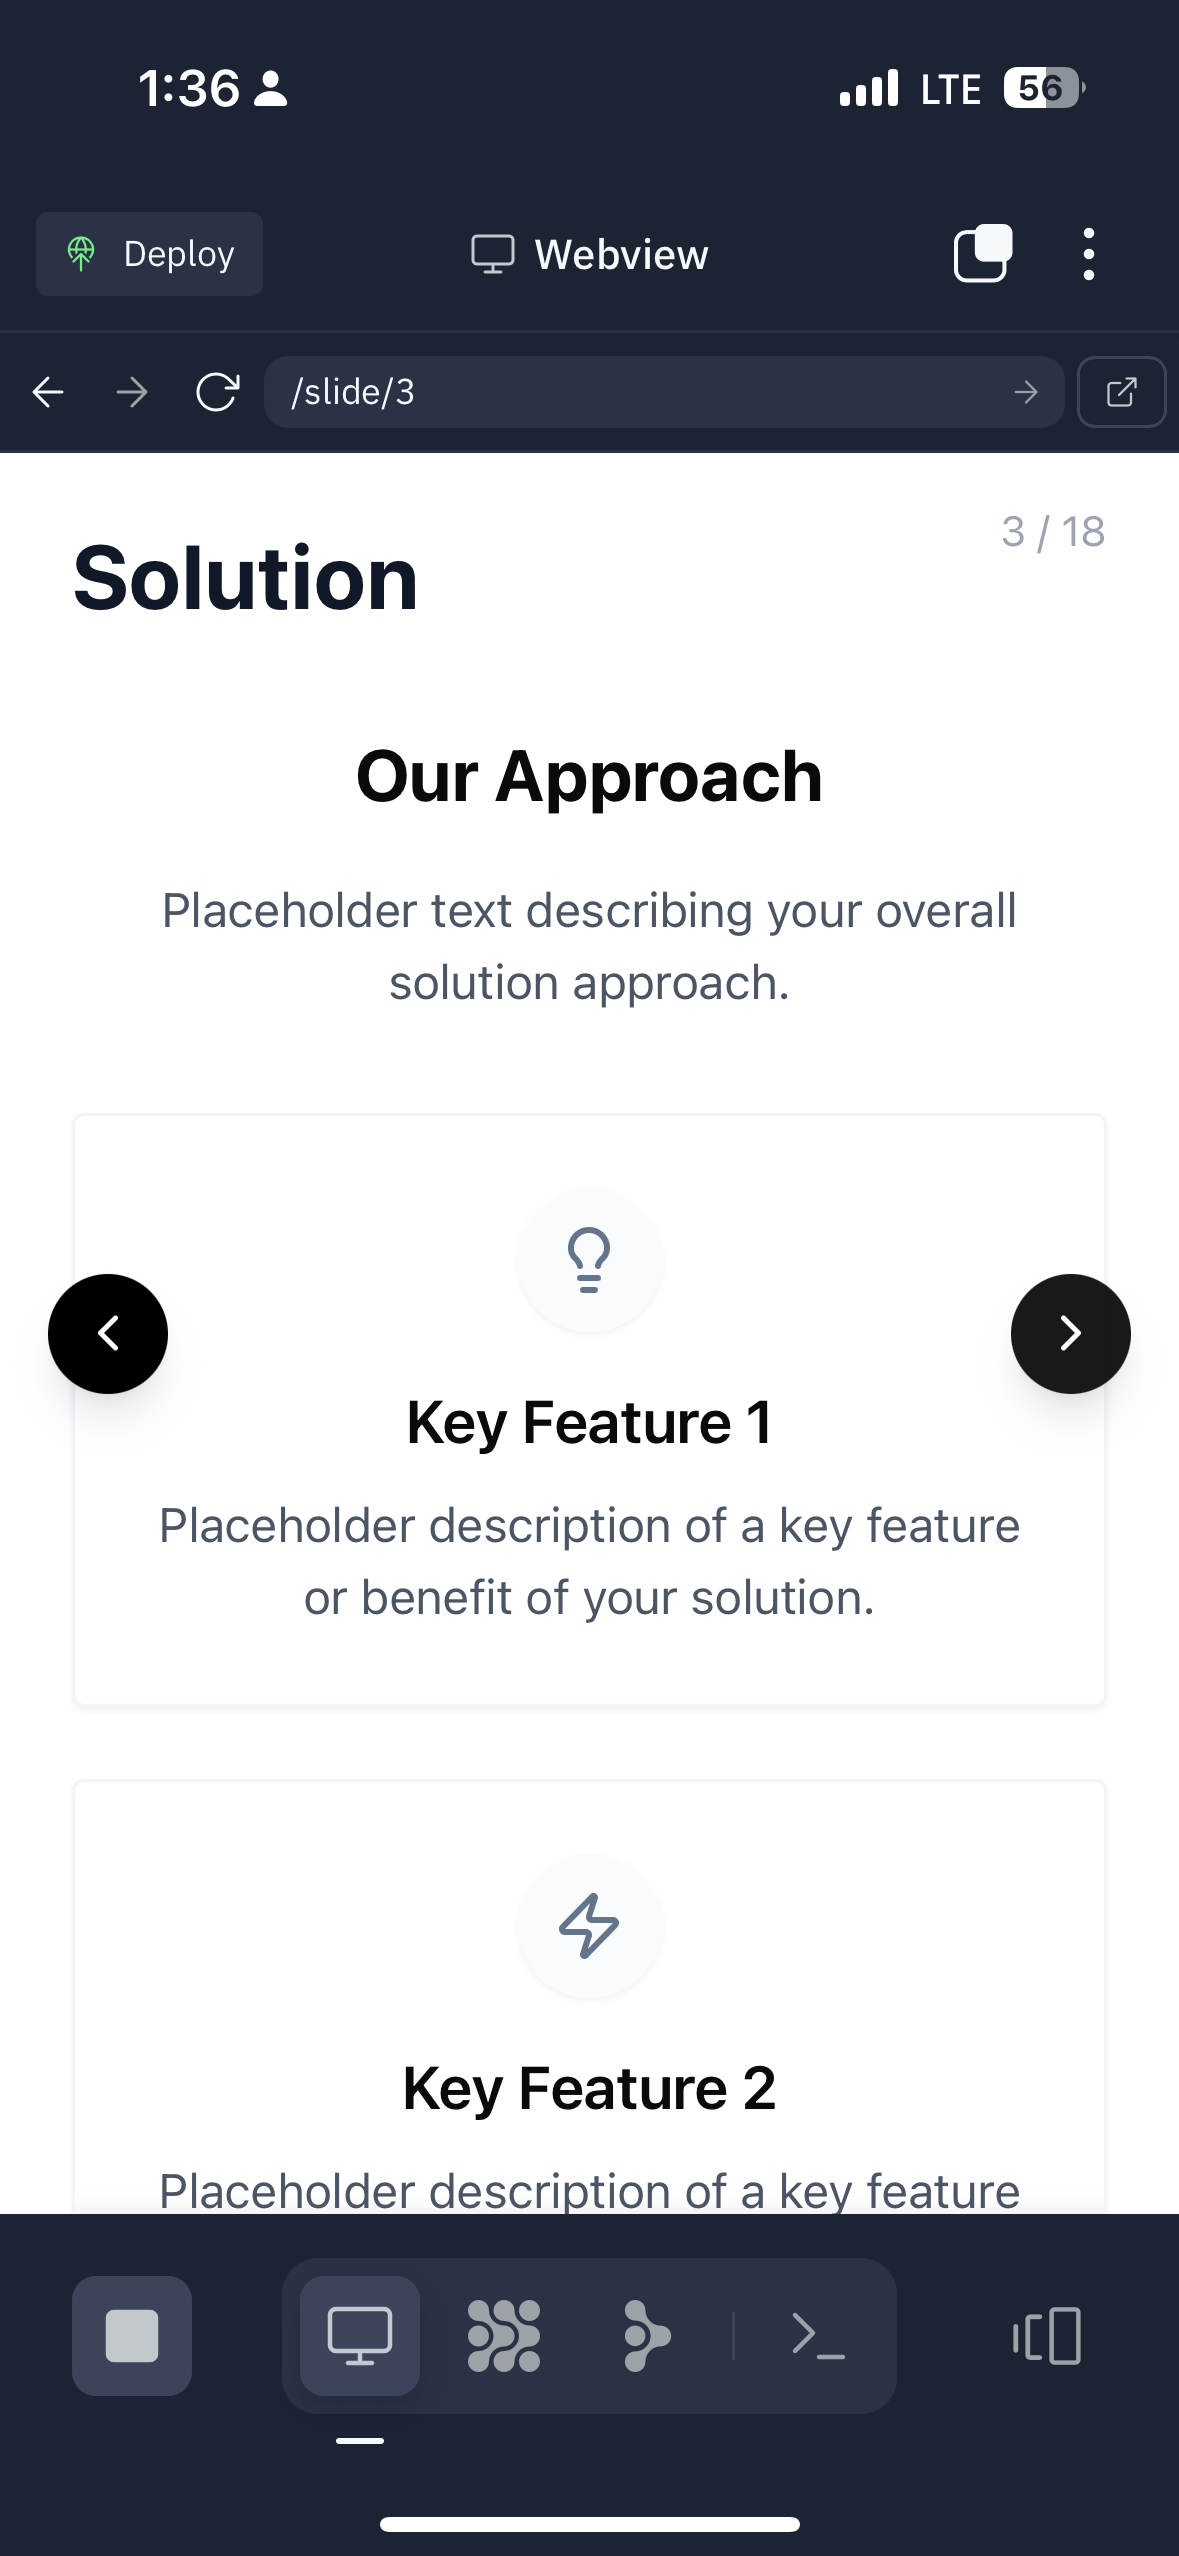 1:36
LTE
56
Deploy
Webview
/slide/3
3 / 18
Solution
Our Approach
Placeholder text describing your overall
solution approach.
Key Feature 1
Placeholder description of a key feature
or benefit of your solution.
Key Feature 2
Placeholder description of a key feature